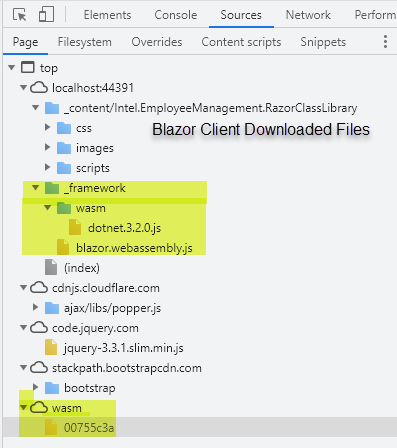 Elements Console Sources Network Perform
Page Filesystem Overrides Content scripts Snippets
top
localhost:44391
_content/Intel.EmployeeManagement.RazorClassLibrary
css
Blazor Client Downloaded Files
images
scripts
_framework
wasm
dotnet.3.2.0.js
blazor.webassembly.js
(index)
cdnjs.cloudflare.com
ajax/libs/popper.js
code.jquery.com
jquery-3.3.1.slim.min.js
stackpath.bootstrapcdn.com
bootstrap
wasm
00755c3a